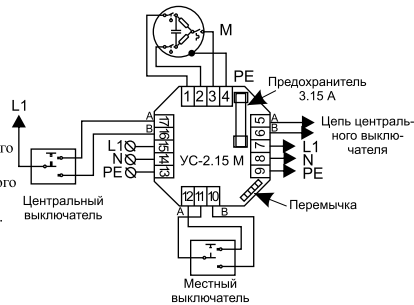 M
1 2 3 4
PE
Предохранитель
3.15 А
L1
A
B
17
16
15
14
13
L1
N
PE
УС-2.15 М
5
6
7
8
9
A
B
Цепь централь-
ного выклю-
чателя
L1
N
PE
ного
ного
Центральный
выключатель
12 11 10
A
B
Перемычка
Местный
выключатель